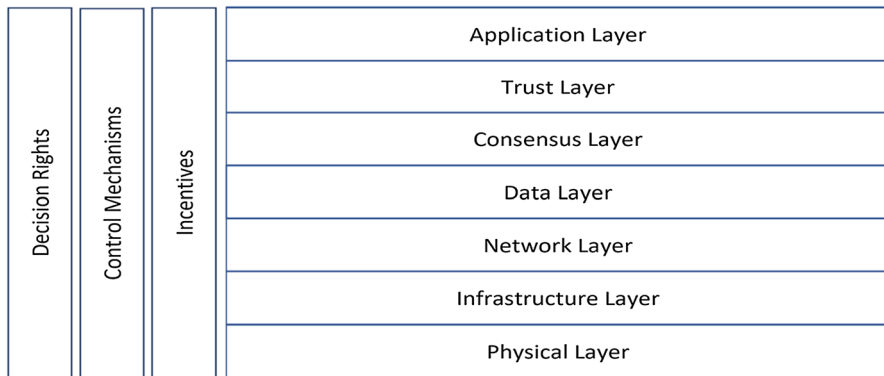 Decision Rights
Control Mechanisms
Incentives
Application Layer
Trust Layer
Consensus Layer
Data Layer
Network Layer
Infrastructure Layer
Physical Layer